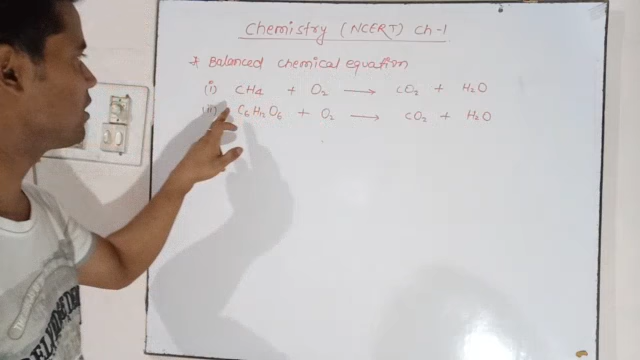 Chemistry (NCERT) Ch-1
* Balanced chemical equation
(i) CH4 + O2 → CO2 + H2O
(ii) C6H12O6 + O2 → CO2 + H2O